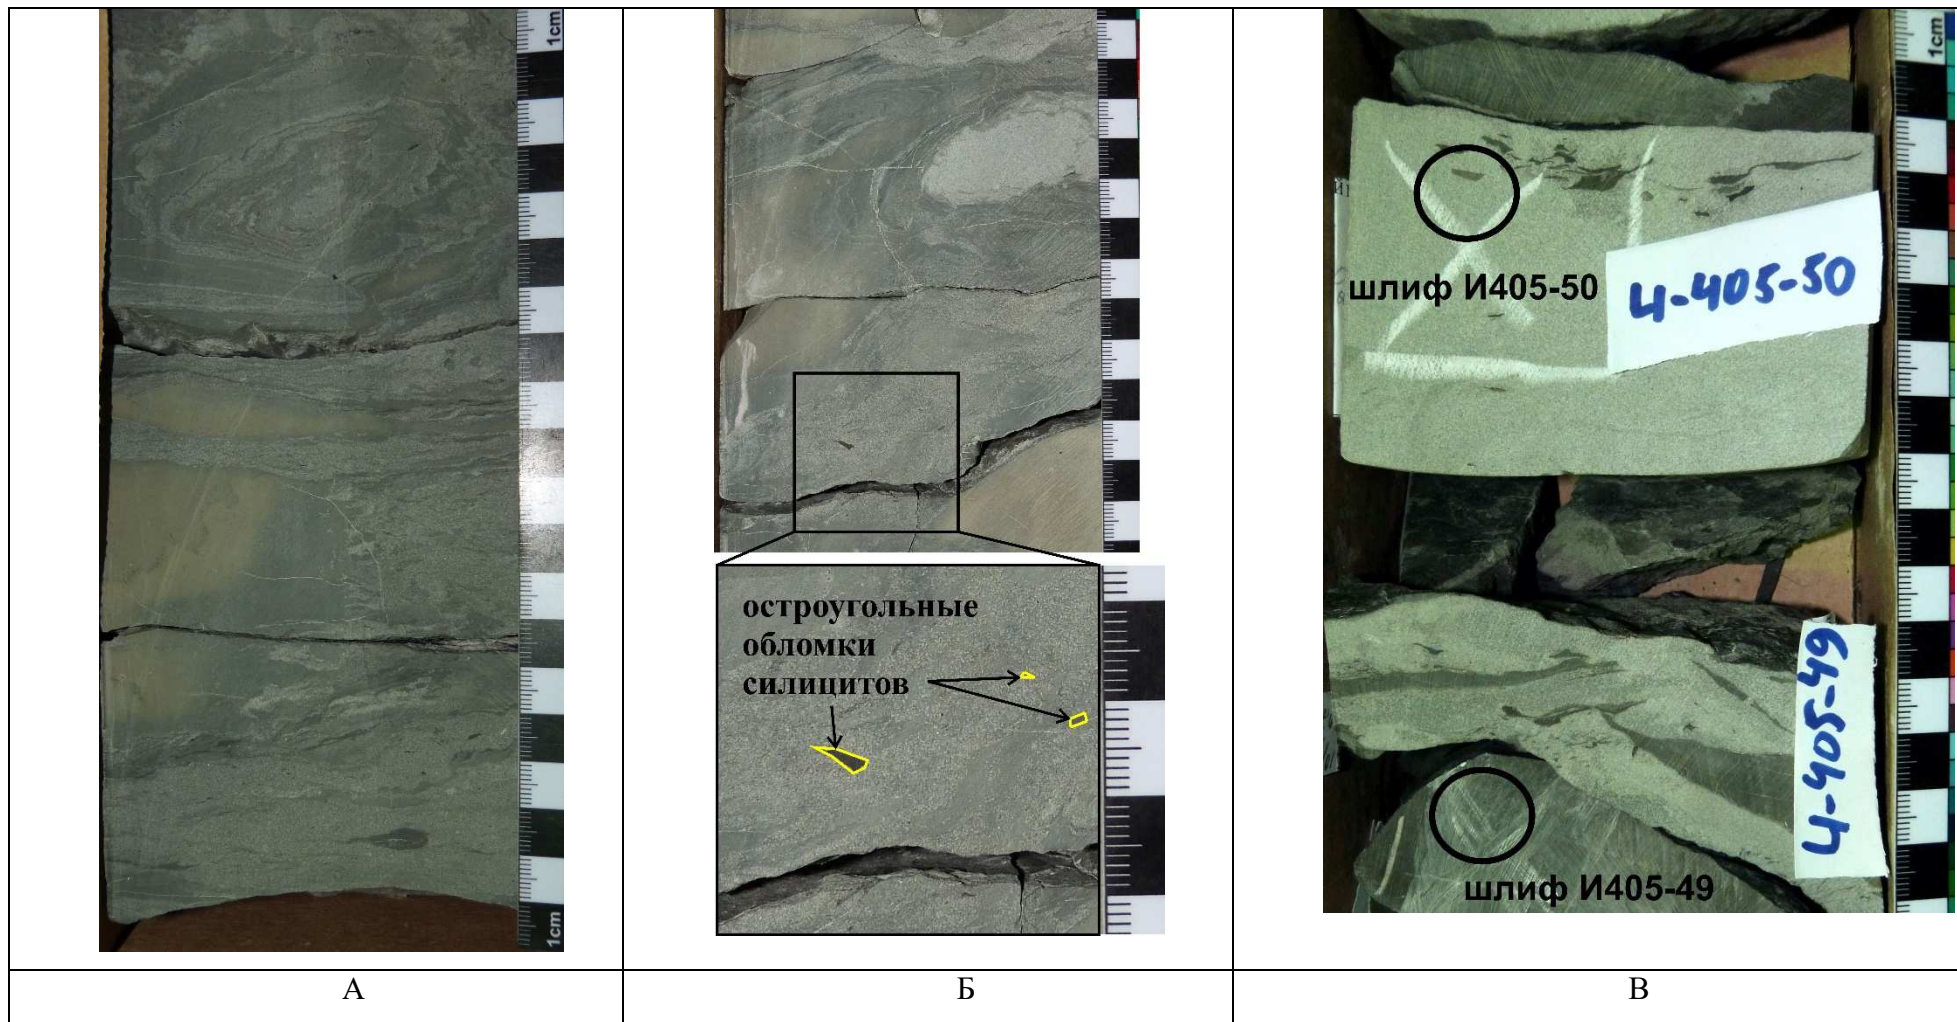 1cm
1cm
остроугольные
обломки
силицитов
1cm
шлиф И405-50
И-405-50
И-405-49
шлиф И405-49
А
Б
В